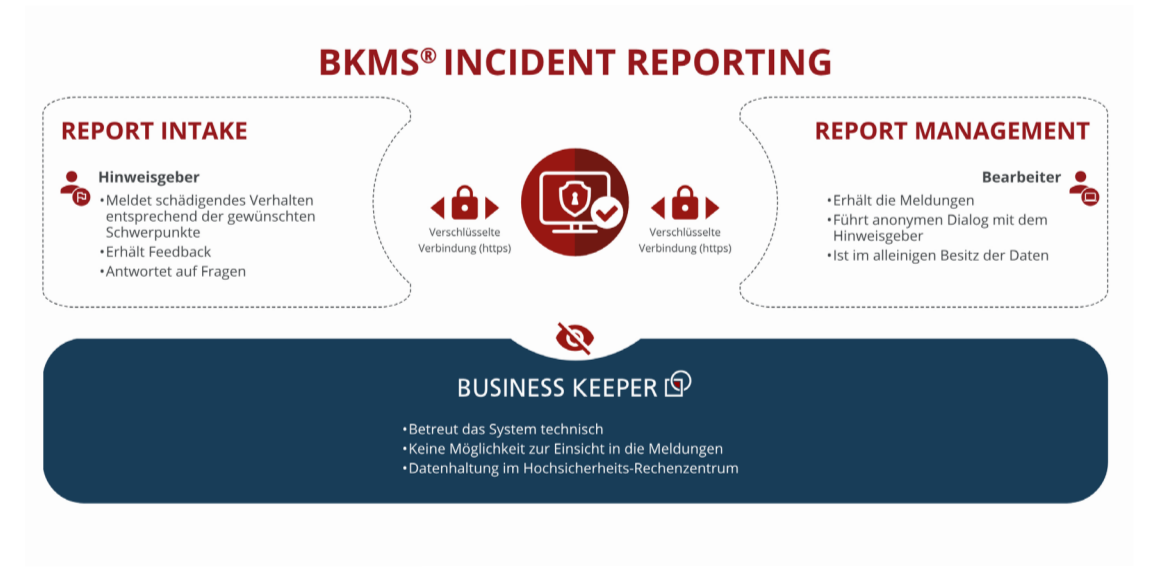 BKMS® INCIDENT REPORTING
REPORT INTAKE
Hinweisgeber
•Meldet schädigendes Verhalten
entsprechend der gewünschten
Schwerpunkte
•Erhält Feedback
•Antwortet auf Fragen
Verschlüsselte
Verbindung (https)
Verschlüsselte
Verbindung (https)
REPORT MANAGEMENT
Bearbeiter
•Erhält die Meldungen
•Führt anonymen Dialog mit dem
Hinweisgeber
•Ist im alleinigen Besitz der Daten
BUSINESS KEEPER
•Betreut das System technisch
•Keine Möglichkeit zur Einsicht in die Meldungen
•Datenhaltung im Hochsicherheits-Rechenzentrum